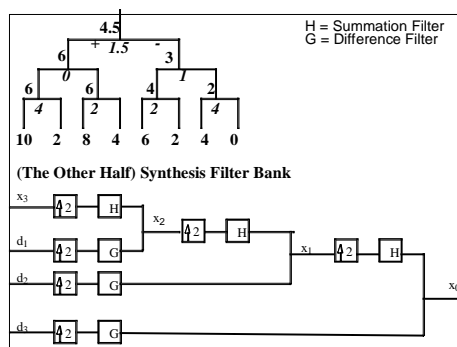 4.5
H = Summation Filter
G = Difference Filter
+ 1.5 -
6 3
0 1
6 6 4 2
4 2 2 4
10 2 8 4 6 2 4 0
(The Other Half) Synthesis Filter Bank
x3 2 H
x2 2 H
d1 2 G
x1 2 H
d2 2 G
x0
d3 2 G